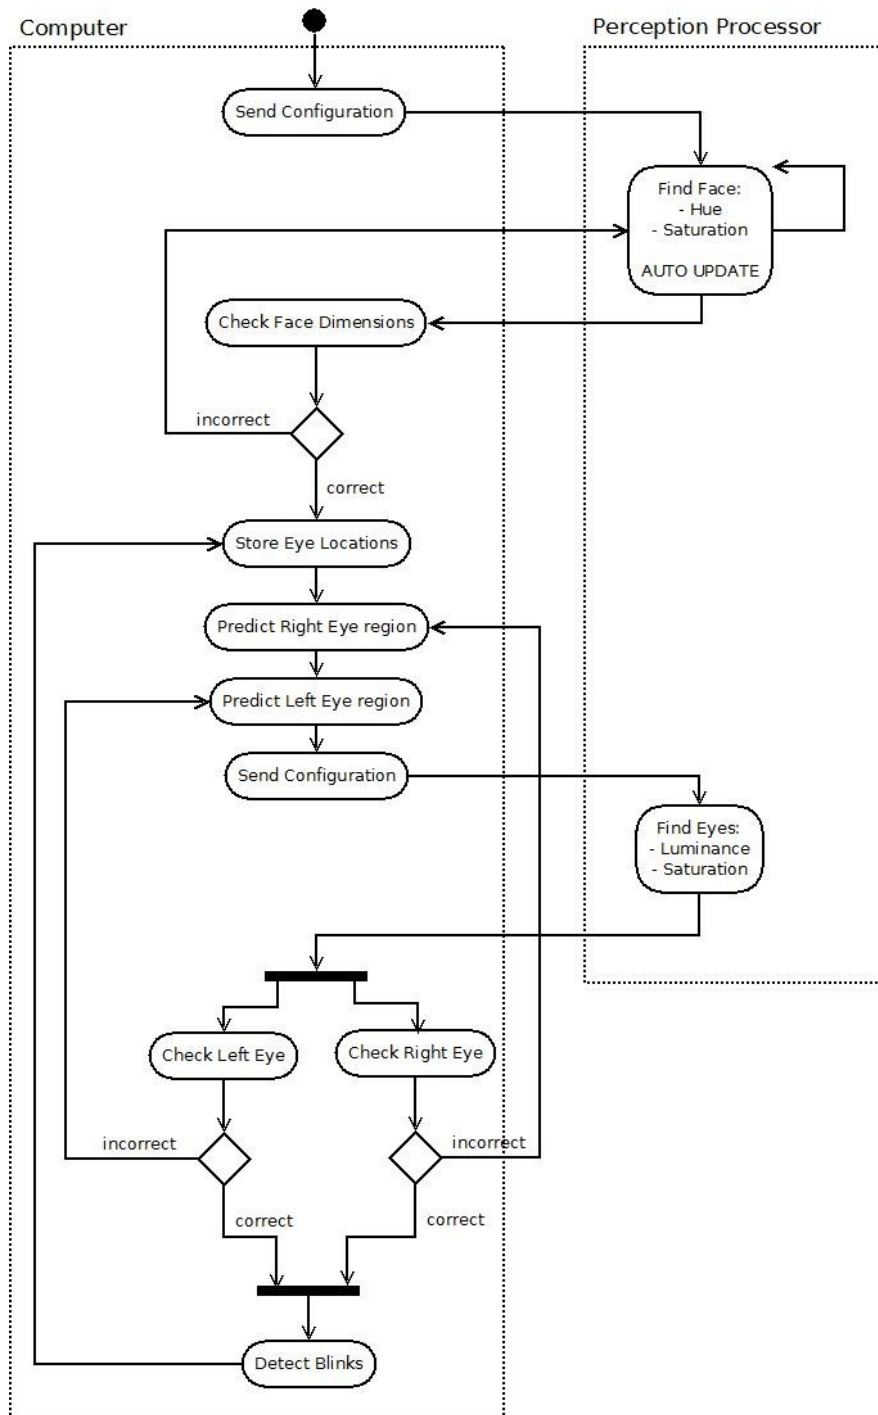 Computer
Perception Processor
Send Configuration
Find Face:
- Hue
- Saturation
AUTO UPDATE
Check Face Dimensions
incorrect
correct
Store Eye Locations
Predict Right Eye region
Predict Left Eye region
Send Configuration
Find Eyes:
- Luminance
- Saturation
Check Left Eye
Check Right Eye
incorrect
incorrect
correct
correct
Detect Blinks